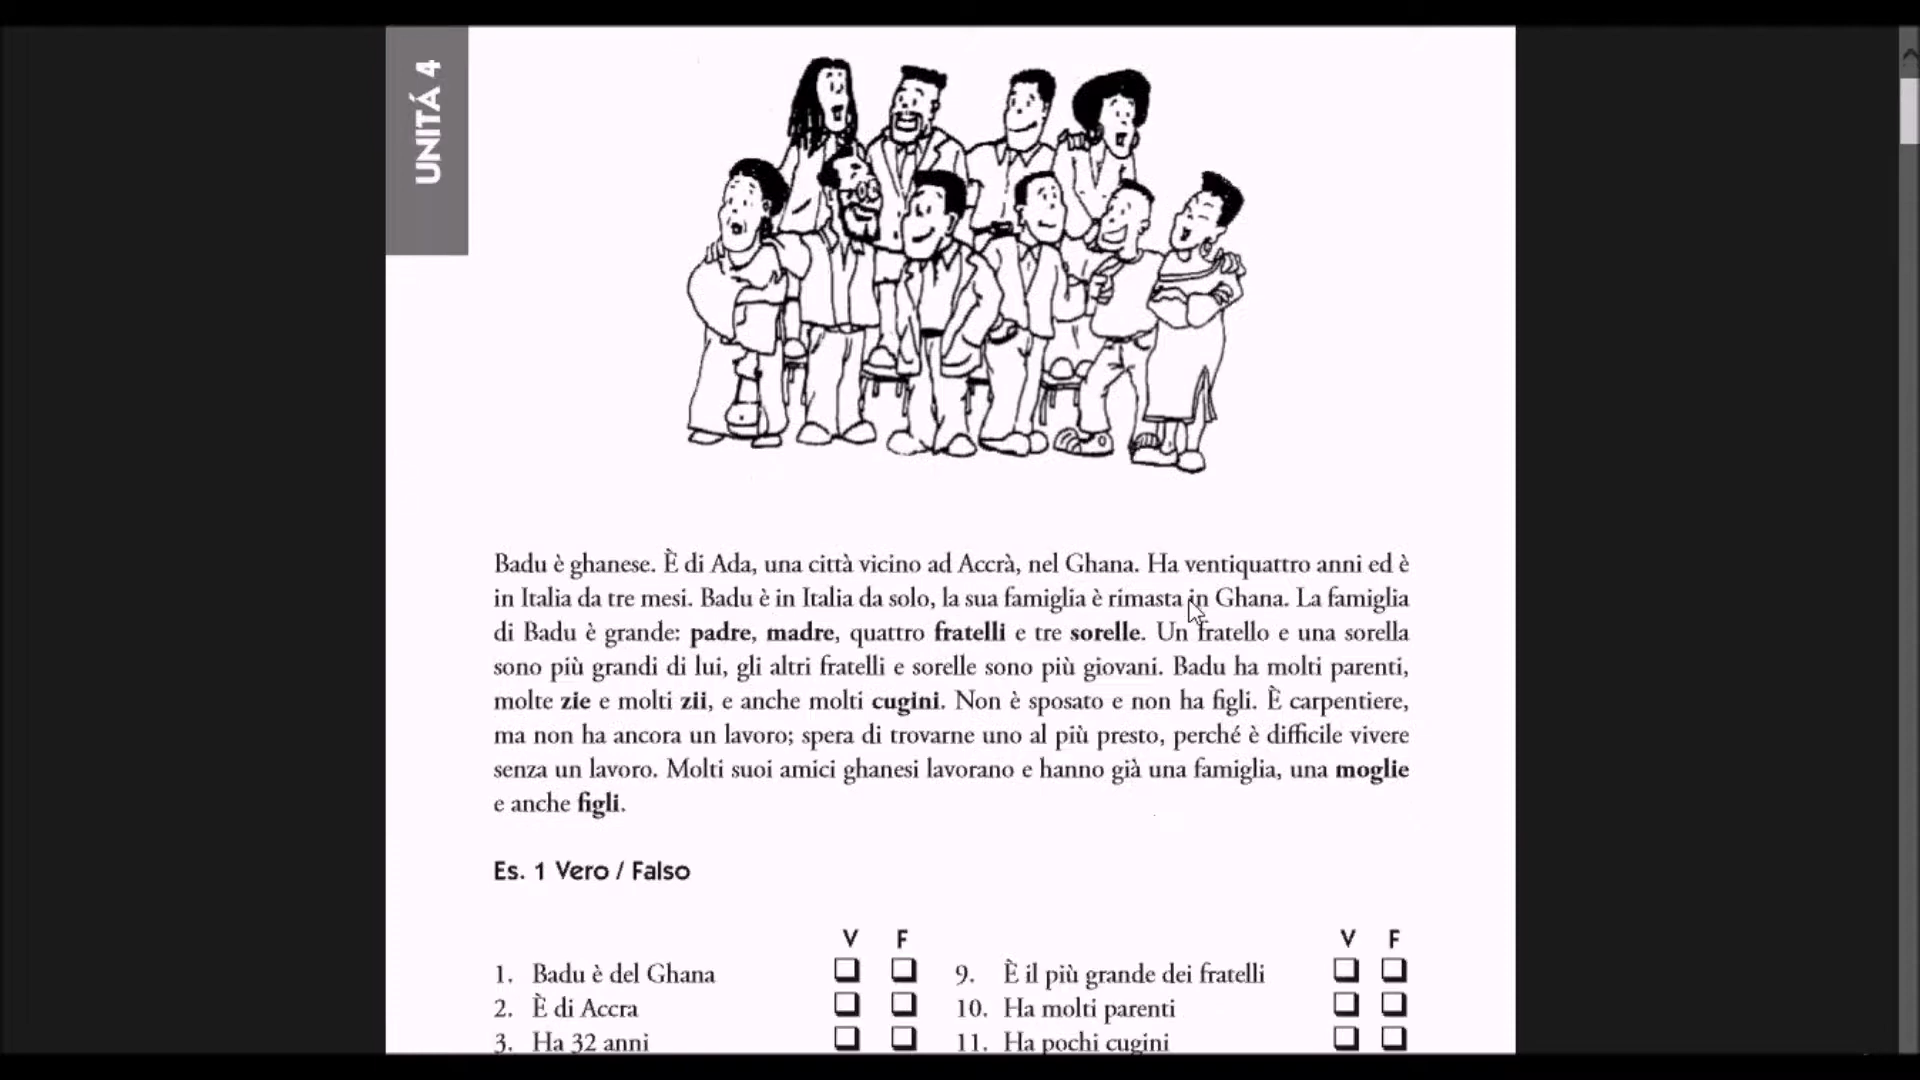 UNITÁ 4
Badu è ghanese. È di Ada, una città vicino ad Accrà, nel Ghana. Ha ventiquattro anni ed è
in Italia da tre mesi. Badu è in Italia da solo, la sua famiglia è rimasta in Ghana. La famiglia
di Badu è grande: padre, madre, quattro fratelli e tre sorelle. Un fratello e una sorella
sono più grandi di lui, gli altri fratelli e sorelle sono più giovani. Badu ha molti parenti,
molte zie e molti zii, e anche molti cugini. Non è sposato e non ha figli. È carpentiere,
ma non ha ancora un lavoro; spera di trovarne uno al più presto, perché è difficile vivere
senza un lavoro. Molti suoi amici ghanesi lavorano e hanno già una famiglia, una moglie
e anche figli.
Es. 1 Vero / Falso
V F V F
1. Badu è del Ghana 9. È il più grande dei fratelli
2. È di Accra 10. Ha molti parenti
3. Ha 32 anni 11. Ha pochi cugini